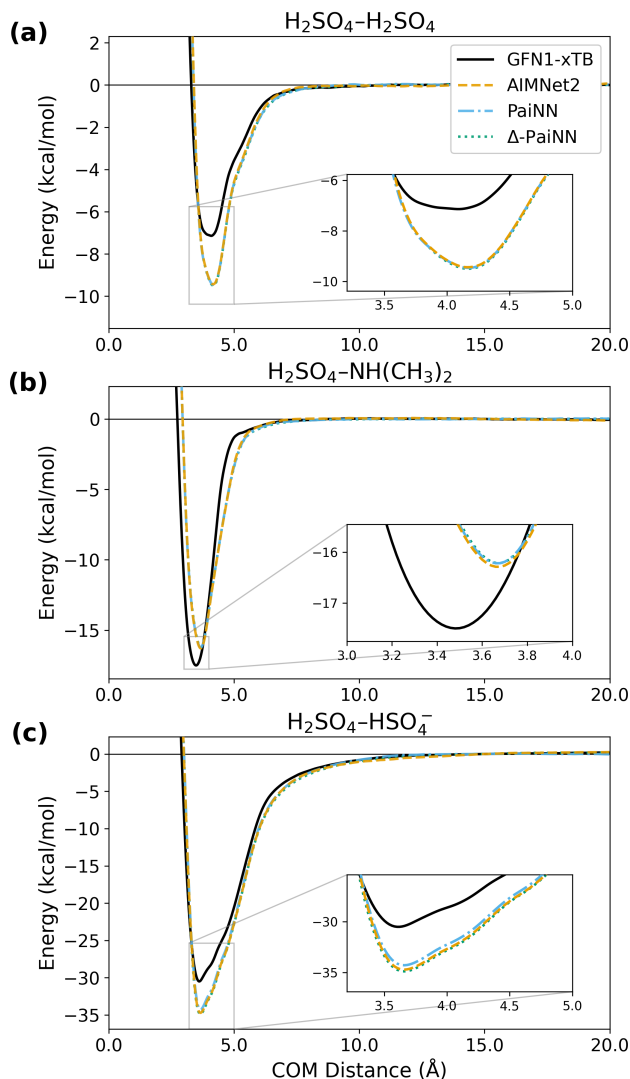 (a)
H₂SO₄–H₂SO₄
Energy (kcal/mol)
2
0
−2
−4
−6
−8
−10
0.0 5.0 10.0 15.0 20.0
GFN1-xTB
AIMNet2
PaiNN
Δ-PaiNN
−6
−8
−10
3.5 4.0 4.5 5.0
(b)
H₂SO₄–NH(CH₃)₂
Energy (kcal/mol)
0
−5
−10
−15
0.0 5.0 10.0 15.0 20.0
−16
−17
3.0 3.2 3.4 3.6 3.8 4.0
(c)
H₂SO₄–HSO₄⁻
Energy (kcal/mol)
0
−5
−10
−15
−20
−25
−30
−35
0.0 5.0 10.0 15.0 20.0
−30
−35
3.5 4.0 4.5 5.0
COM Distance (Å)